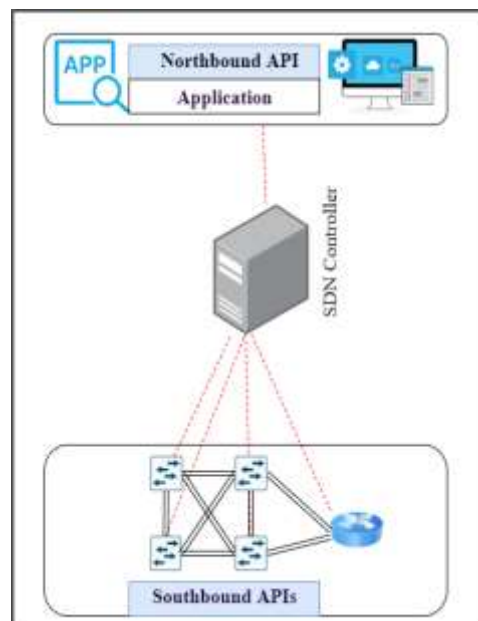 APP
Northbound API
Application
SDN Controller
Southbound APIs